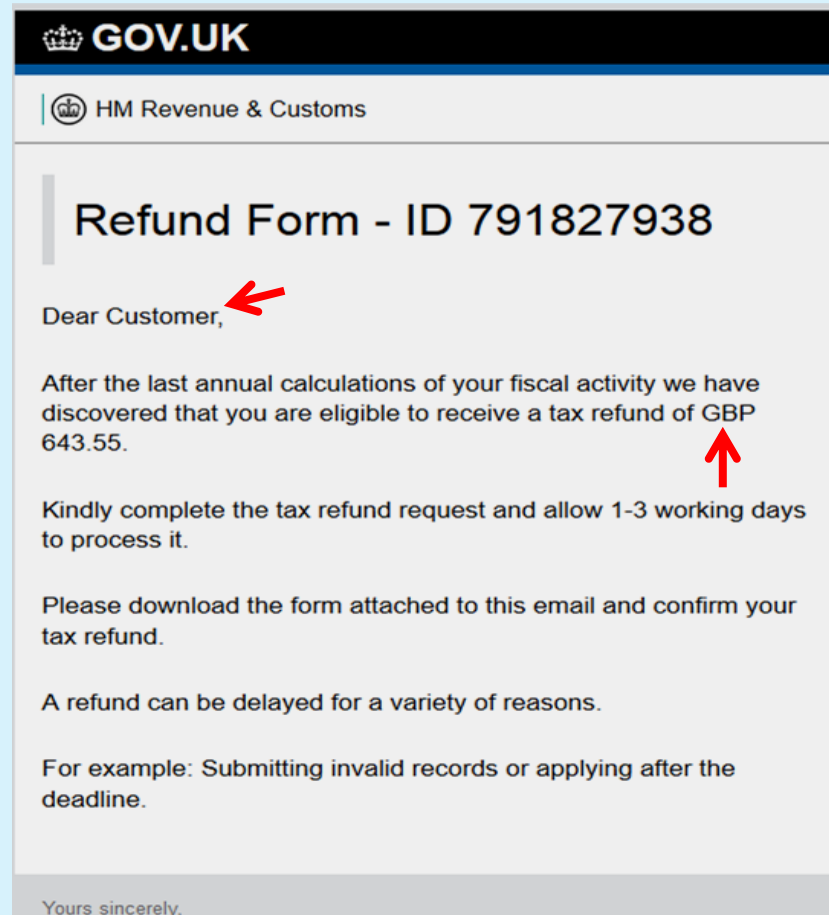 GOV.UK
HM Revenue & Customs
Refund Form - ID 791827938
Dear Customer,
After the last annual calculations of your fiscal activity we have
discovered that you are eligible to receive a tax refund of GBP
643.55.
Kindly complete the tax refund request and allow 1-3 working days
to process it.
Please download the form attached to this email and confirm your
tax refund.
A refund can be delayed for a variety of reasons.
For example: Submitting invalid records or applying after the
deadline.
Yours sincerely,